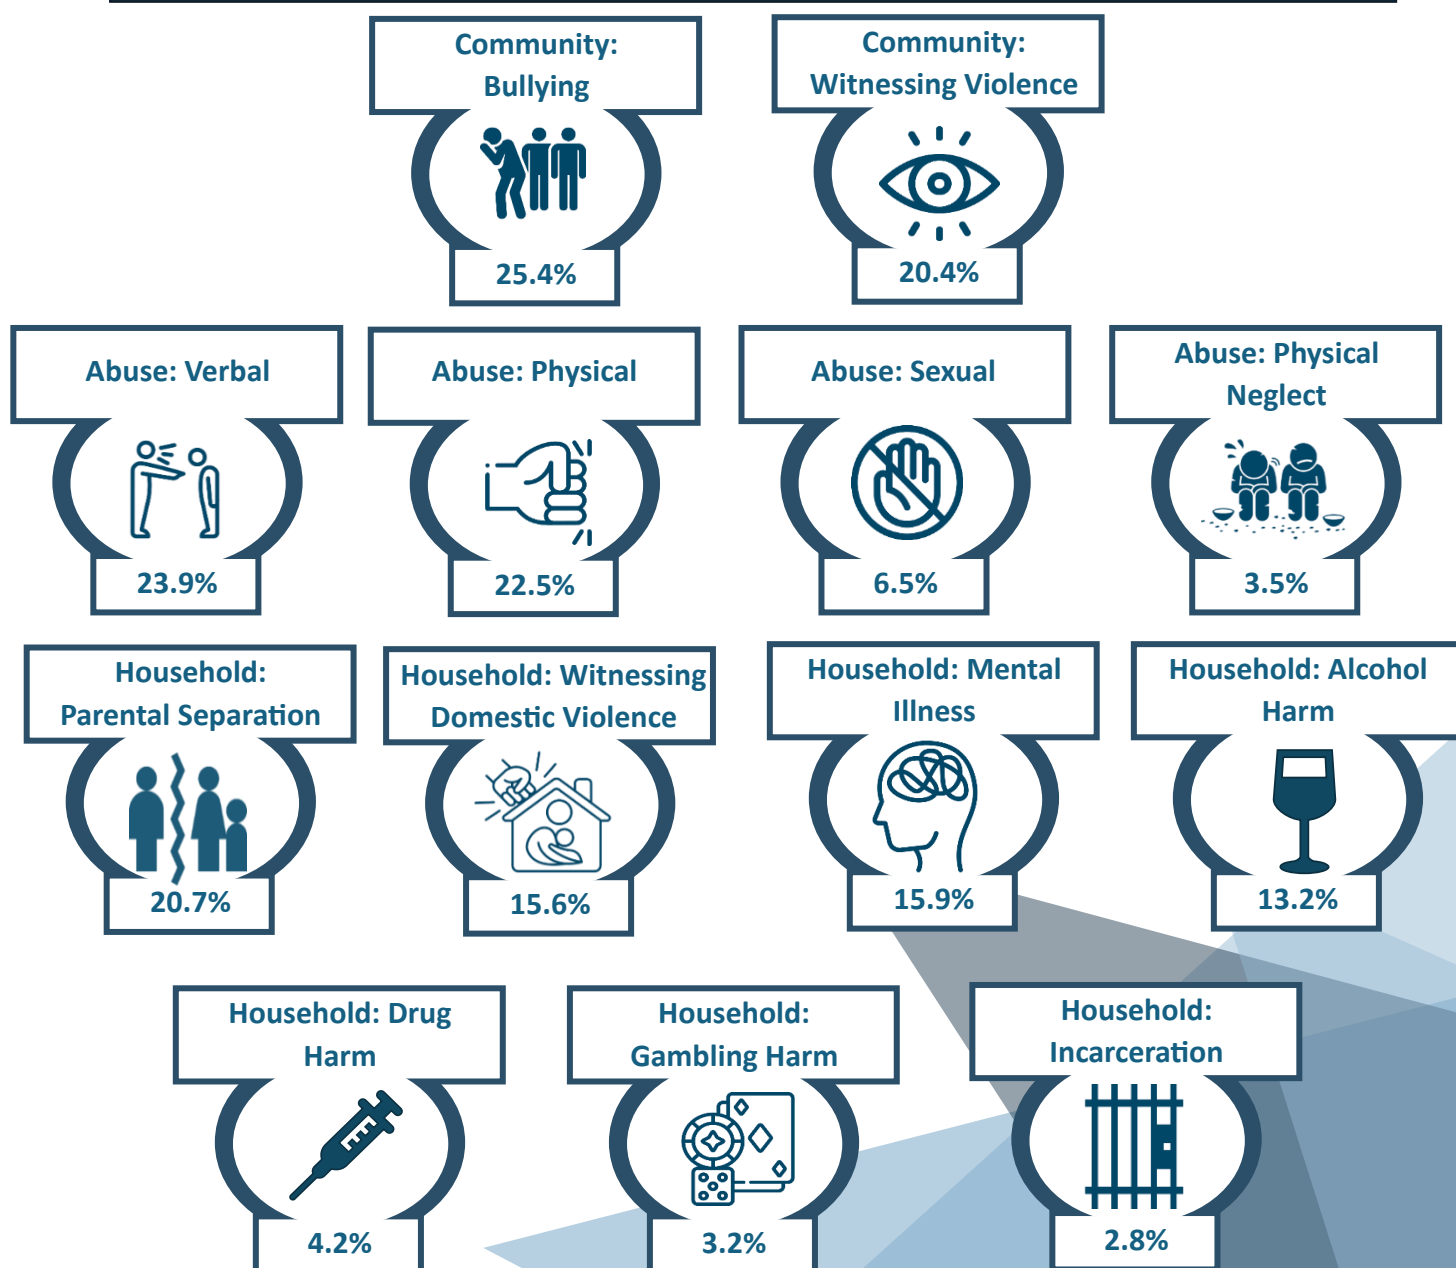 Community:
Bullying
25.4%
Community:
Witnessing Violence
20.4%
Abuse: Verbal
23.9%
Abuse: Physical
22.5%
Abuse: Sexual
6.5%
Abuse: Physical
Neglect
3.5%
Household:
Parental Separation
20.7%
Household: Witnessing
Domestic Violence
15.6%
Household: Mental
Illness
15.9%
Household: Alcohol
Harm
13.2%
Household: Drug
Harm
4.2%
Household:
Gambling Harm
3.2%
Household:
Incarceration
2.8%